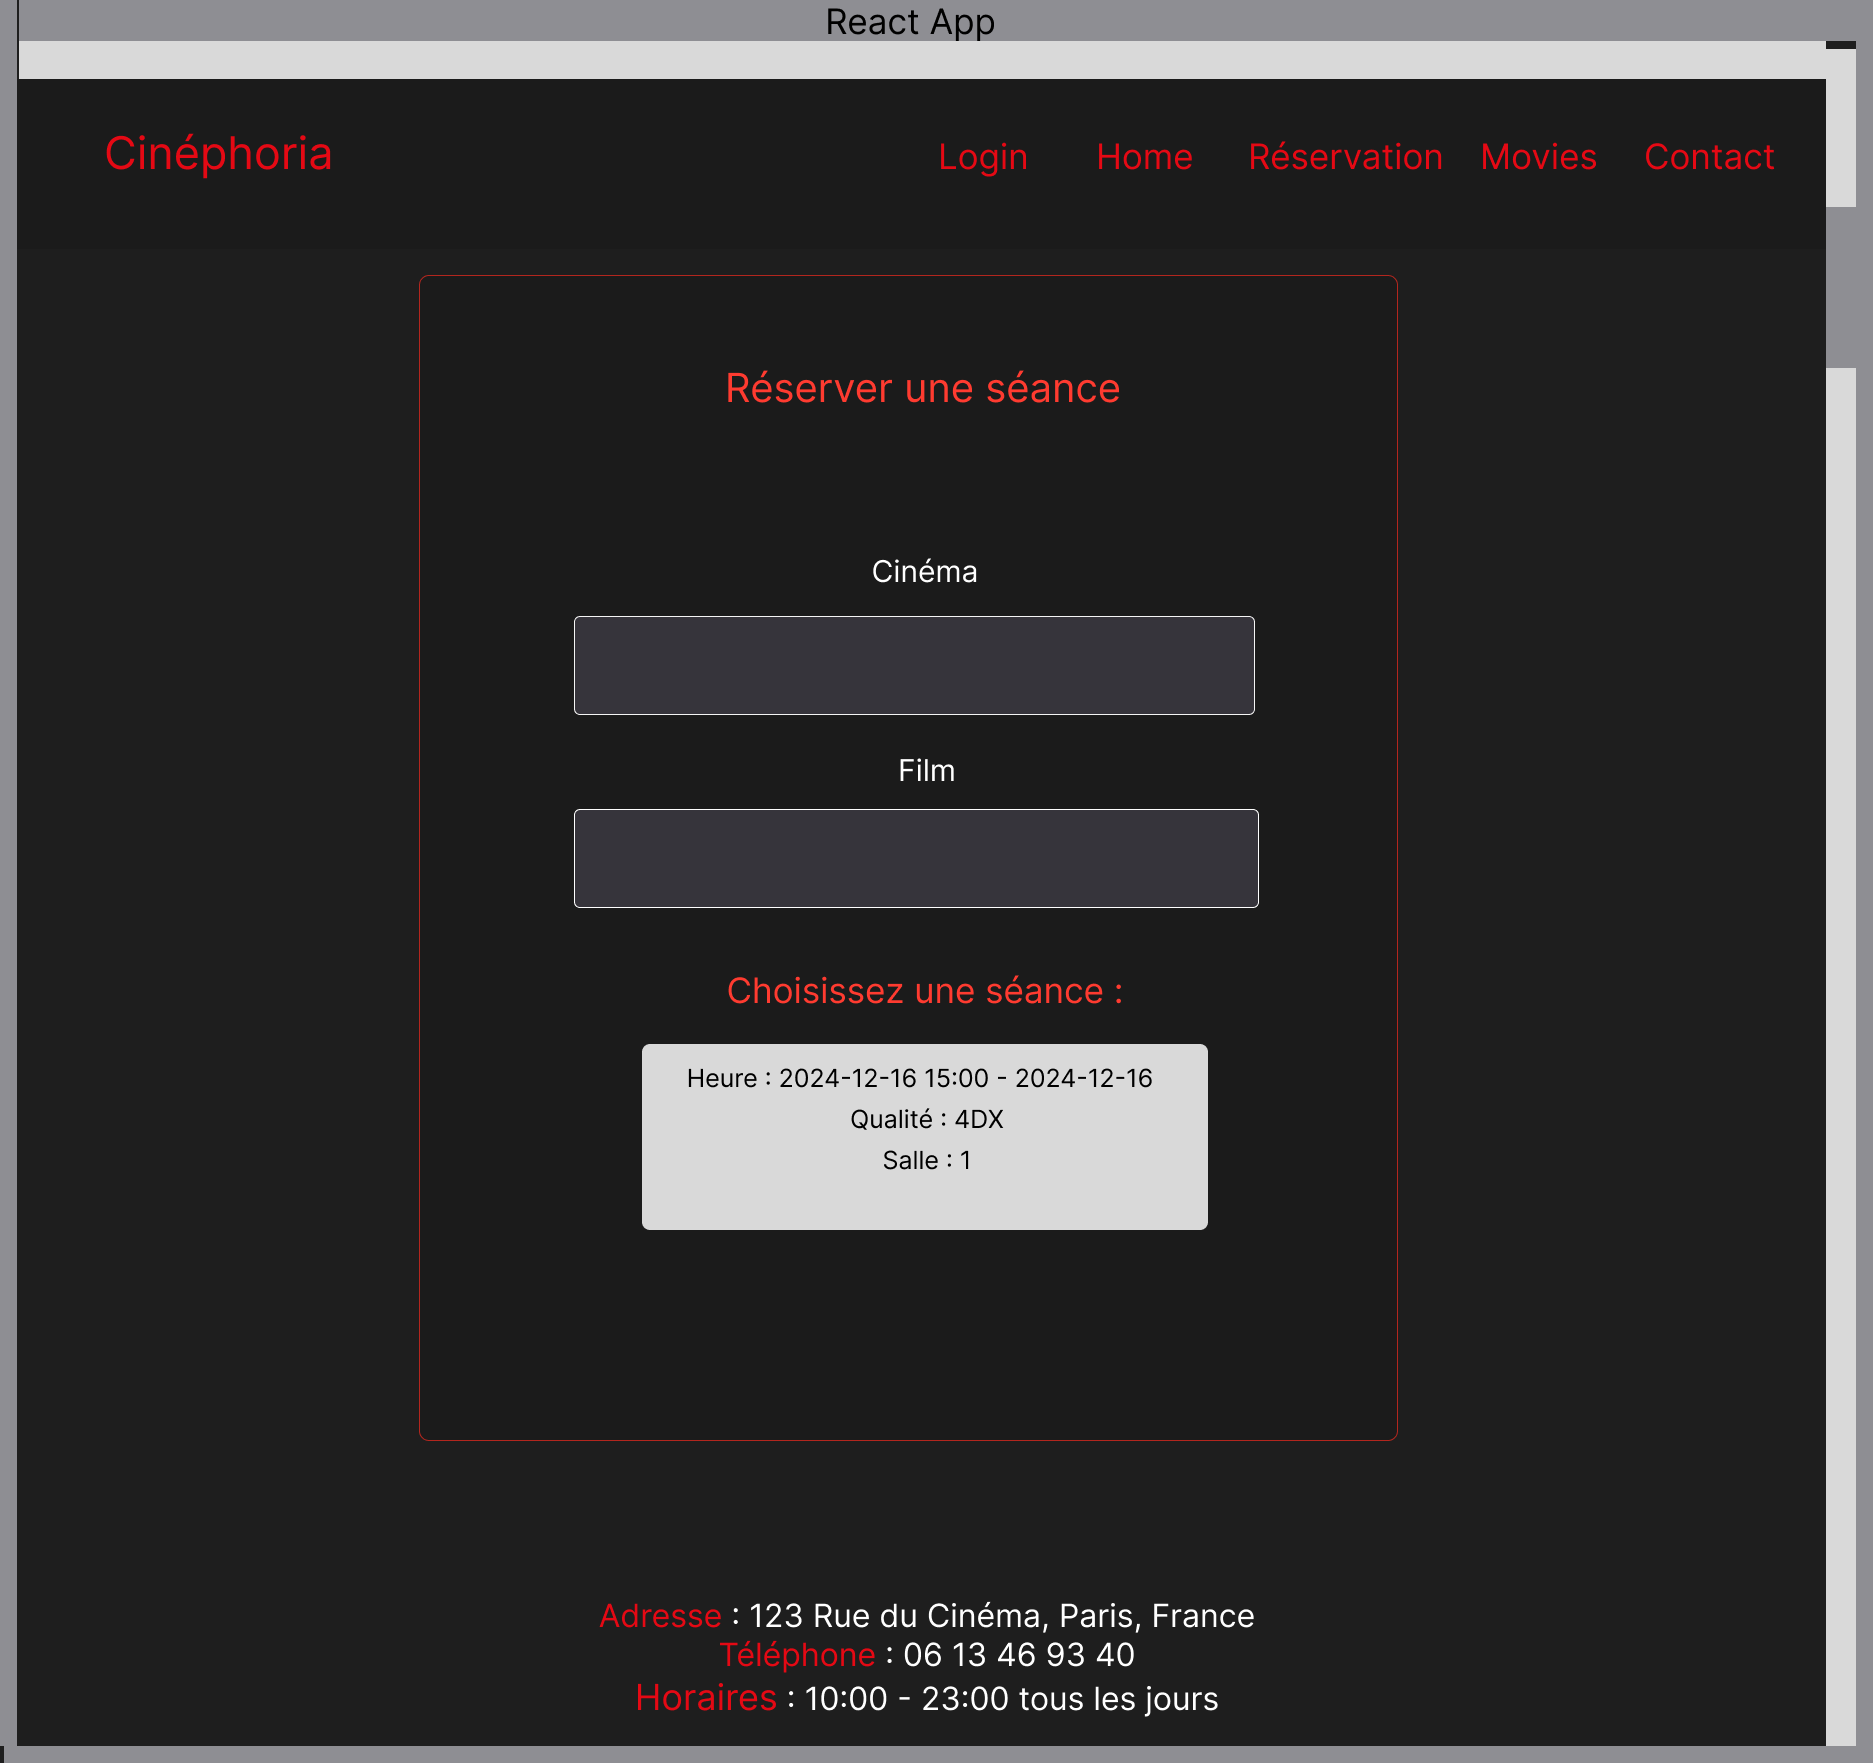 React App
Cinéphoria
Login Home Réservation Movies Contact
Réserver une séance
Cinéma
Film
Choisissez une séance :
Heure : 2024-12-16 15:00 - 2024-12-16
Qualité : 4DX
Salle : 1
Adresse : 123 Rue du Cinéma, Paris, France
Téléphone : 06 13 46 93 40
Horaires : 10:00 - 23:00 tous les jours